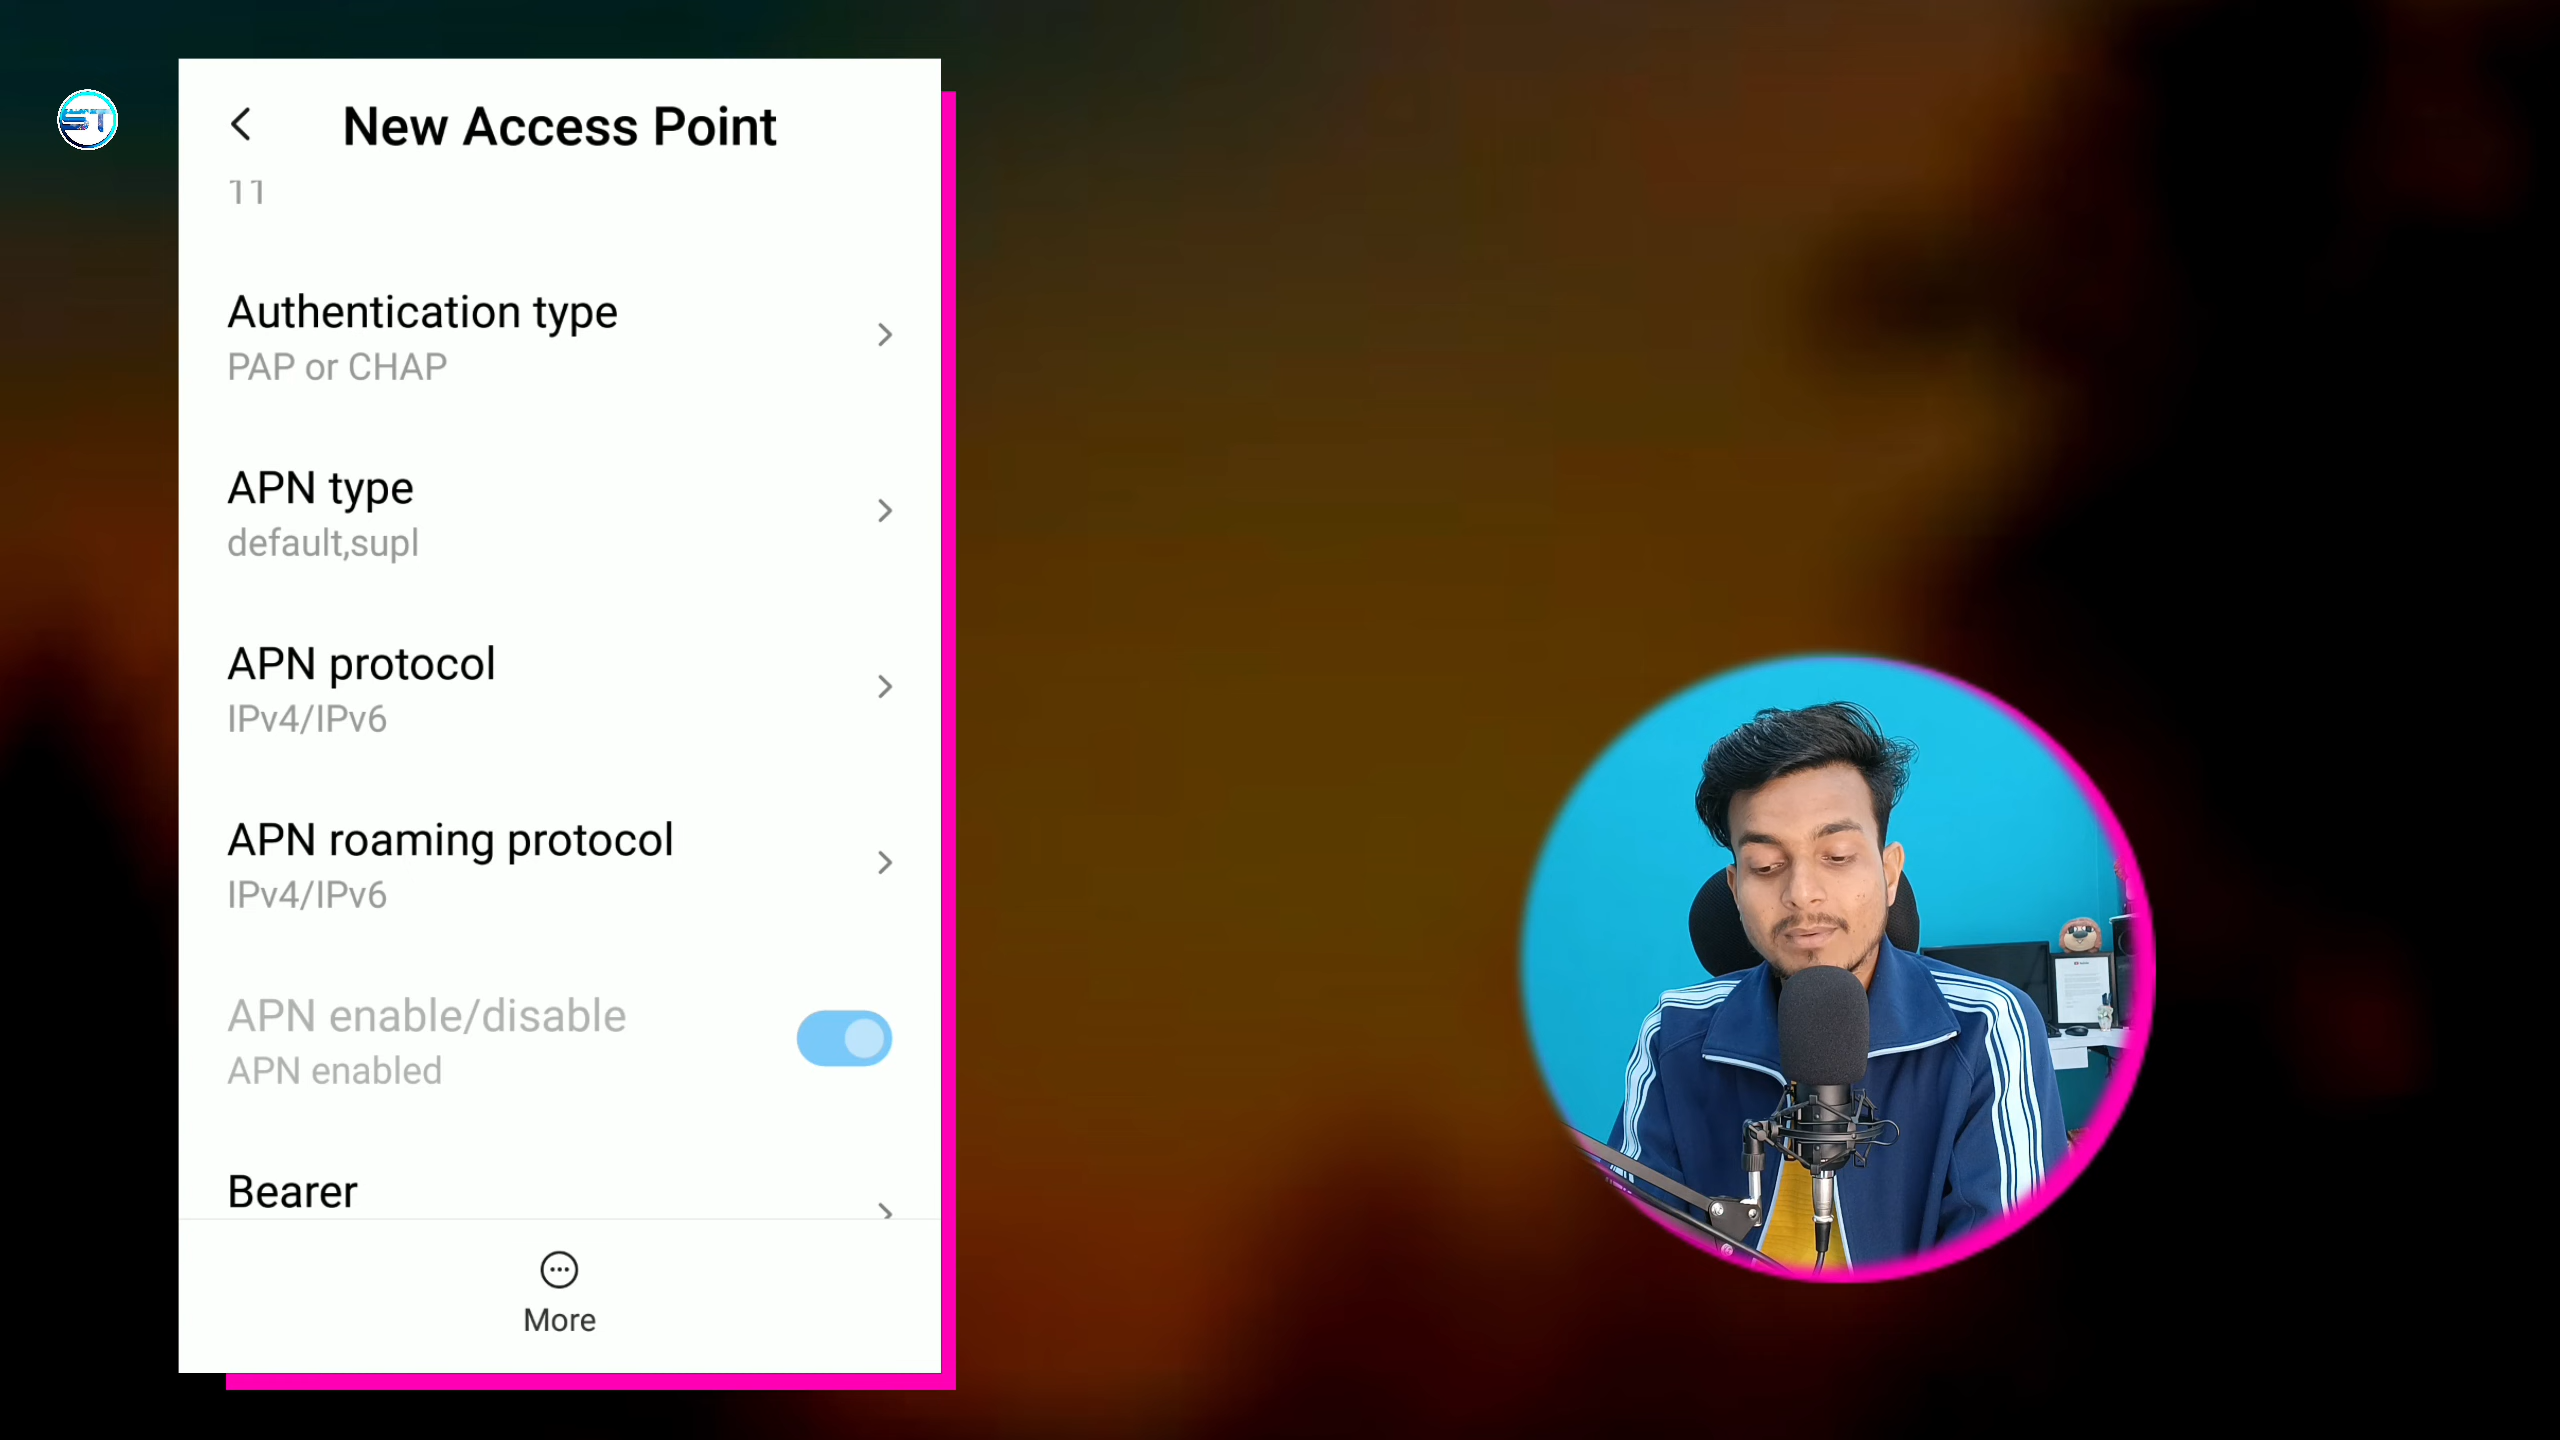 ST
New Access Point
11
Authentication type
PAP or CHAP
APN type
default,supl
APN protocol
IPv4/IPv6
APN roaming protocol
IPv4/IPv6
APN enable/disable
APN enabled
Bearer
More